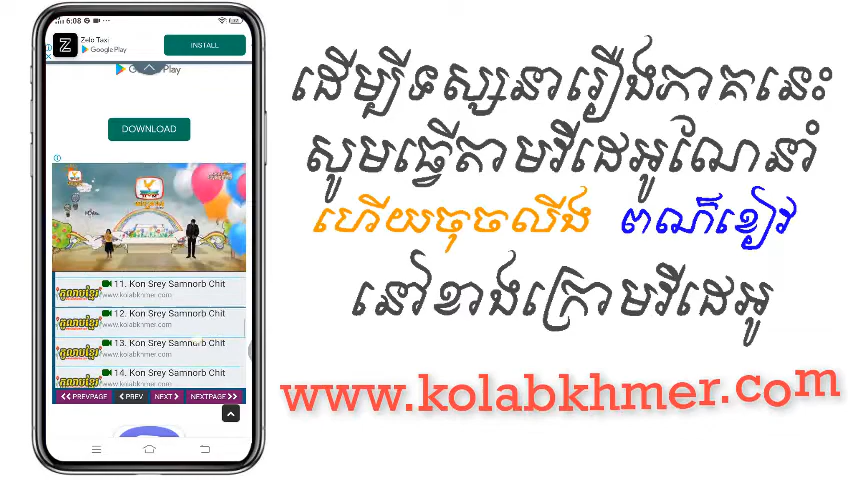 6:08
Zelo Taxi
Google Play
INSTALL
DOWNLOAD
11. Kon Srey Samnorb Chit
www.kolabkhmer.com
12. Kon Srey Samnorb Chit
www.kolabkhmer.com
13. Kon Srey Samnorb Chit
www.kolabkhmer.com
14. Kon Srey Samnorb Chit
www.kolabkhmer.com
PREVPAGE PREV NEXT NEXTPAGE
ដើម្បីទស្សនារឿងភាគនេះ
សូមធ្វើតាមវីដេអូណែនាំ
ហើយចុចលីង ពណ៌ខៀវ
នៅខាងក្រោមវីដេអូ
www.kolabkhmer.com